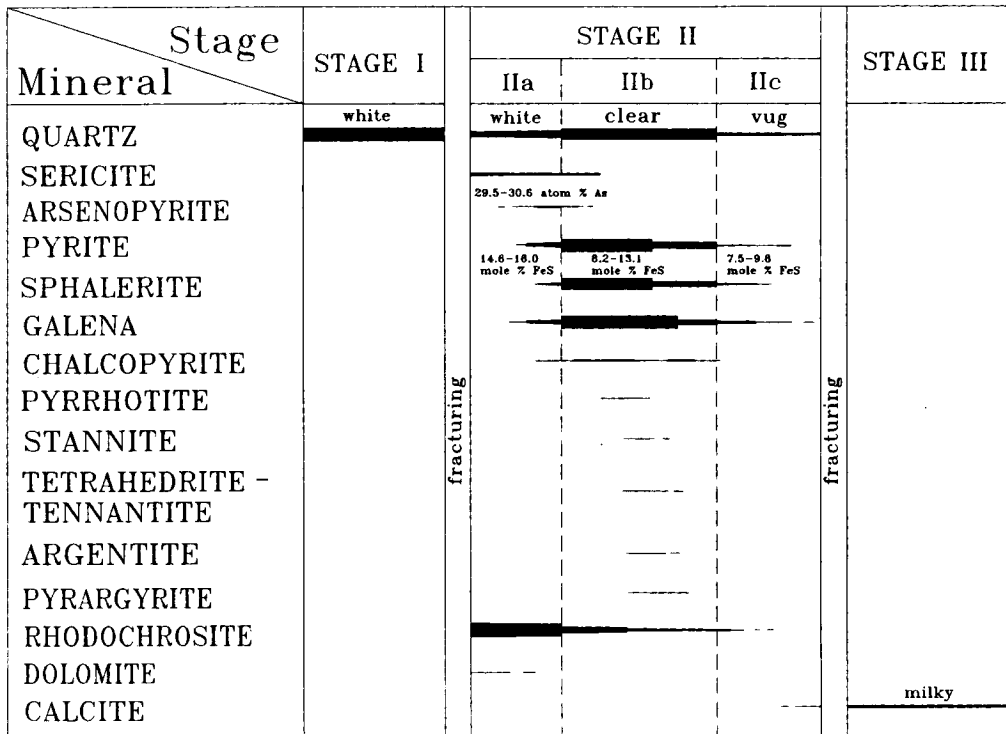 Stage
Mineral
STAGE I
STAGE II
STAGE III
IIa
IIb
IIc
white
white
clear
vug
QUARTZ
SERICITE
29.5-30.6 atom % As
ARSENOPYRITE
PYRITE
14.6-16.0
mole % FeS
6.2-13.1
mole % FeS
7.5-9.6
mole % FeS
SPHALERITE
GALENA
CHALCOPYRITE
PYRRHOTITE
STANNITE
TETRAHEDRITE -
TENNANTITE
ARGENTITE
PYRARGYRITE
RHODOCHROSITE
DOLOMITE
CALCITE
milky
fracturing
fracturing